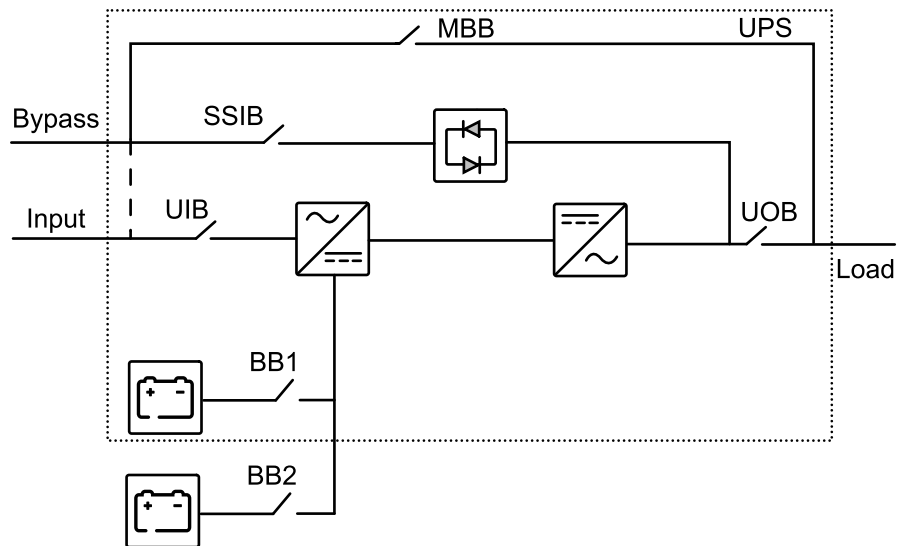 MBB
UPS
Bypass
SSIB
Input
UIB
UOB
Load
BB1
BB2